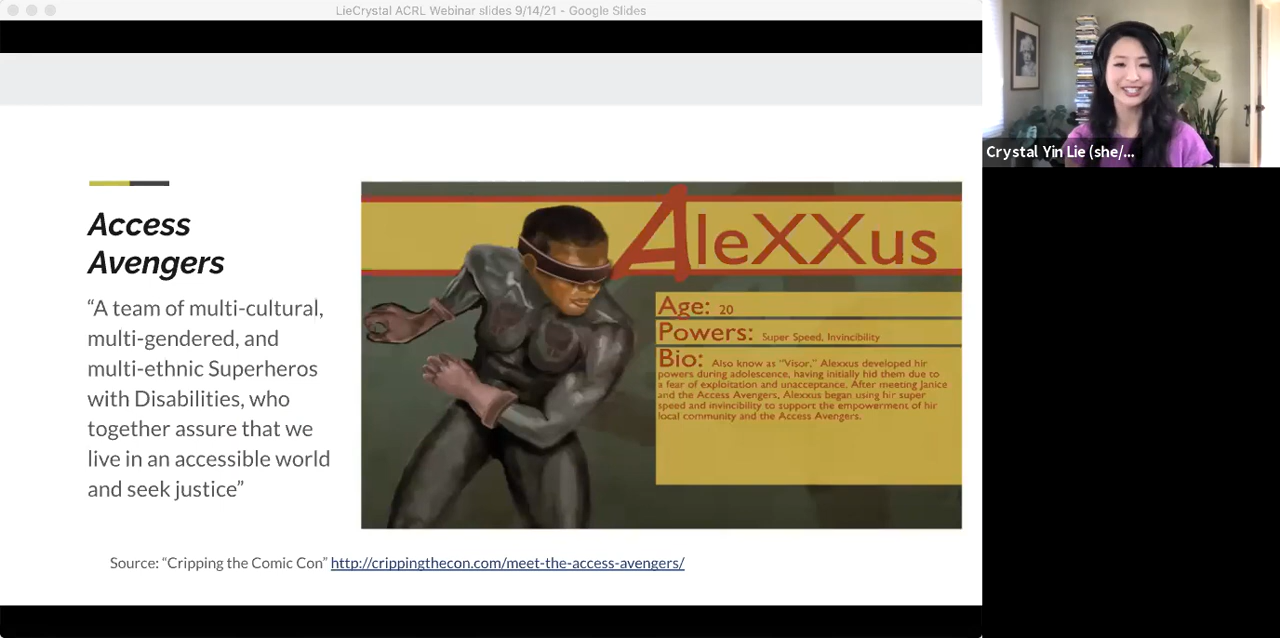 LieCrystal ACRL Webinar slides 9/14/21 - Google Slides
Crystal Yin Lie (she/...
Access
Avengers
“A team of multi-cultural,
multi-gendered, and
multi-ethnic Superheros
with Disabilities, who
together assure that we
live in an accessible world
and seek justice”
AleXXus
Age: 20
Powers: Super Speed, Invincibility
Bio: Also know as "Visor," Alexxus developed hir
powers during adolescence, having initially hid them due to
a fear of exploitation and unacceptance. After meeting Janice
and the Access Avengers, Alexxus began using hir super
speed and invincibility to support the empowerment of hir
local community and the Access Avengers.
Source: “Cripping the Comic Con” http://crippingthecon.com/meet-the-access-avengers/